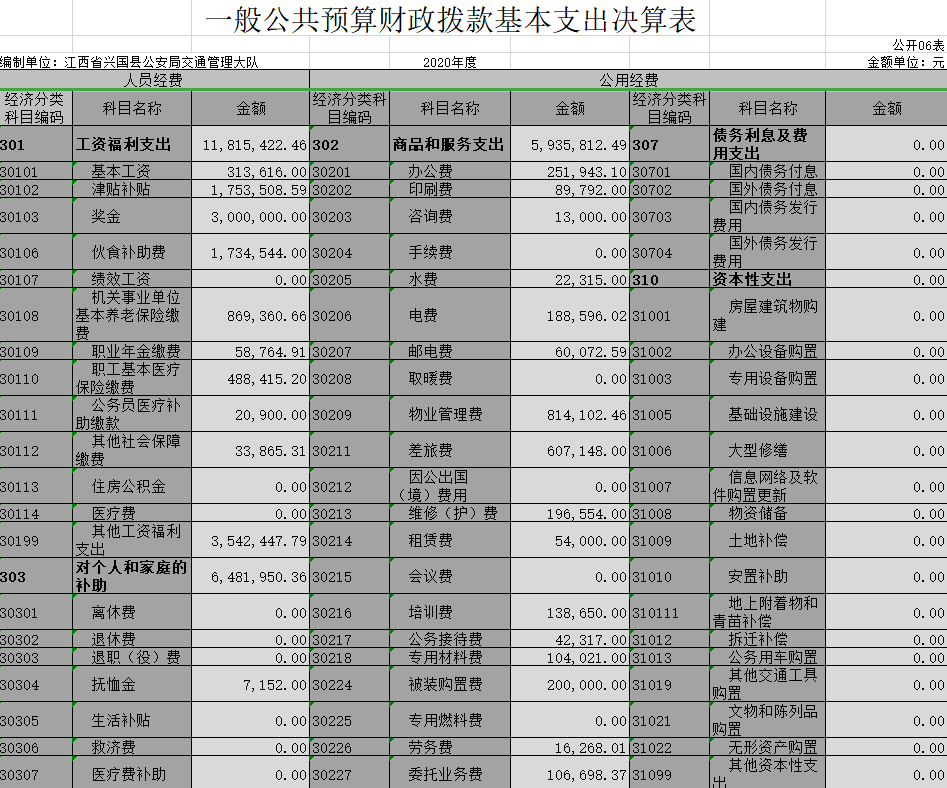 一般公共预算财政拨款基本支出决算表
公开06表
编制单位：江西省兴国县公安局交通管理大队 2020年度 金额单位：元
人员经费 公用经费
经济分类科目编码 科目名称 金额 经济分类科目编码 科目名称 金额 经济分类科目编码 科目名称 金额
301 工资福利支出 11,815,422.46 302 商品和服务支出 5,935,812.49 307 债务利息及费用支出 0.00
30101 基本工资 313,616.00 30201 办公费 251,943.10 30701 国内债务付息 0.00
30102 津贴补贴 1,753,508.59 30202 印刷费 89,792.00 30702 国外债务付息 0.00
30103 奖金 3,000,000.00 30203 咨询费 13,000.00 30703 国内债务发行费用 0.00
30106 伙食补助费 1,734,544.00 30204 手续费 0.00 30704 国外债务发行费用 0.00
30107 绩效工资 0.00 30205 水费 22,315.00 310 资本性支出 0.00
30108 机关事业单位基本养老保险缴费 869,360.66 30206 电费 188,596.02 31001 房屋建筑物购建 0.00
30109 职业年金缴费 58,764.91 30207 邮电费 60,072.59 31002 办公设备购置 0.00
30110 职工基本医疗保险缴费 488,415.20 30208 取暖费 0.00 31003 专用设备购置 0.00
30111 公务员医疗补助缴款 20,900.00 30209 物业管理费 814,102.46 31005 基础设施建设 0.00
30112 其他社会保障缴费 33,865.31 30211 差旅费 607,148.00 31006 大型修缮 0.00
30113 住房公积金 0.00 30212 因公出国（境）费用 0.00 31007 信息网络及软件购置更新 0.00
30114 医疗费 0.00 30213 维修（护）费 196,554.00 31008 物资储备 0.00
30199 其他工资福利支出 3,542,447.79 30214 租赁费 54,000.00 31009 土地补偿 0.00
303 对个人和家庭的补助 6,481,950.36 30215 会议费 0.00 31010 安置补助 0.00
30301 离休费 0.00 30216 培训费 138,650.00 310111 地上附着物和青苗补偿 0.00
30302 退休费 0.00 30217 公务接待费 42,317.00 31012 拆迁补偿 0.00
30303 退职（役）费 0.00 30218 专用材料费 104,021.00 31013 公务用车购置 0.00
30304 抚恤金 7,152.00 30224 被装购置费 200,000.00 31019 其他交通工具购置 0.00
30305 生活补贴 0.00 30225 专用燃料费 0.00 31021 文物和陈列品购置 0.00
30306 救济费 0.00 30226 劳务费 16,268.01 31022 无形资产购置 0.00
30307 医疗费补助 0.00 30227 委托业务费 106,698.37 31099 其他资本性支出 0.00